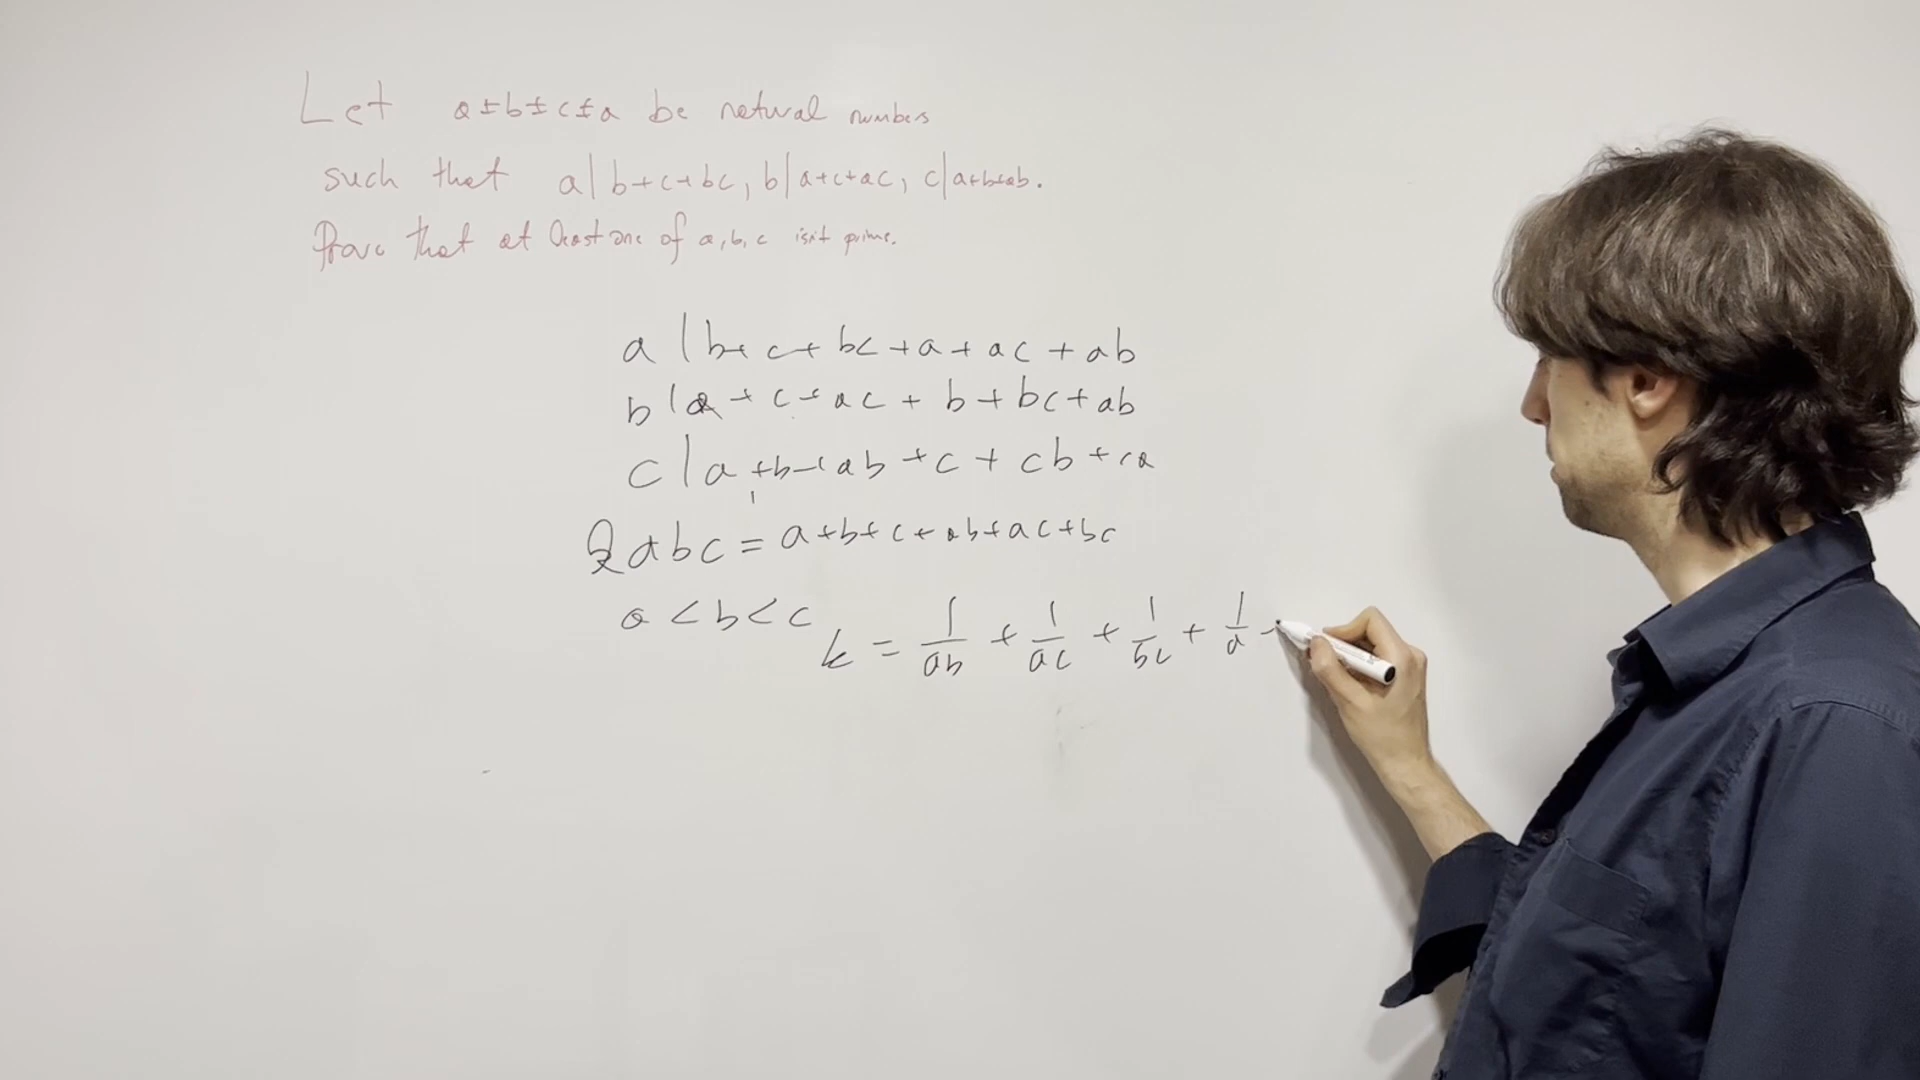 Let a≠b≠c≠a be natural numbers
such that a|b+c+bc, b|a+c+ac, c|a+b+ab.
Prove that at least one of a, b, c isn't prime.
a | b+c+bc+a+ac+ab
b | a+c+ac+b+bc+ab
c | a+b+ab+c+cb+ca
k abc = a+b+c+ab+ac+bc
a<b<c k = 1/ab + 1/ac + 1/bc + 1/a -